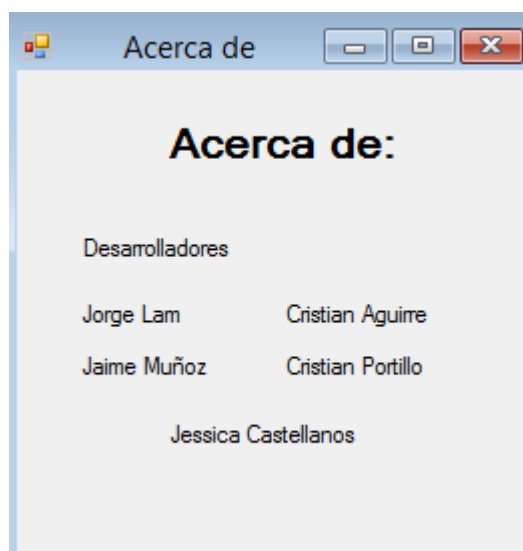 Acerca de
Acerca de:
Desarrolladores
Jorge Lam Cristian Aguirre
Jaime Muñoz Cristian Portillo
Jessica Castellanos